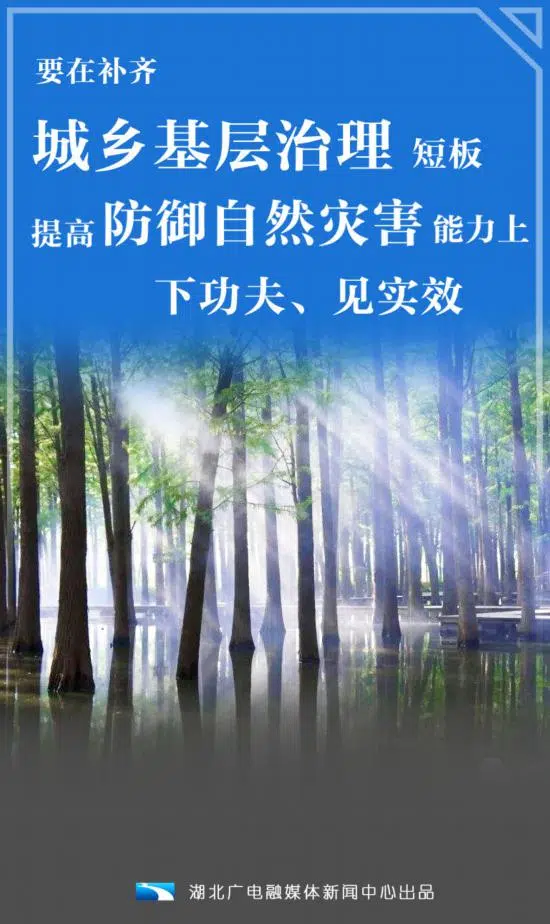 要在补齐
城乡基层治理 短板
提高 防御自然灾害 能力上
下功夫、见实效
湖北广电融媒体新闻中心出品